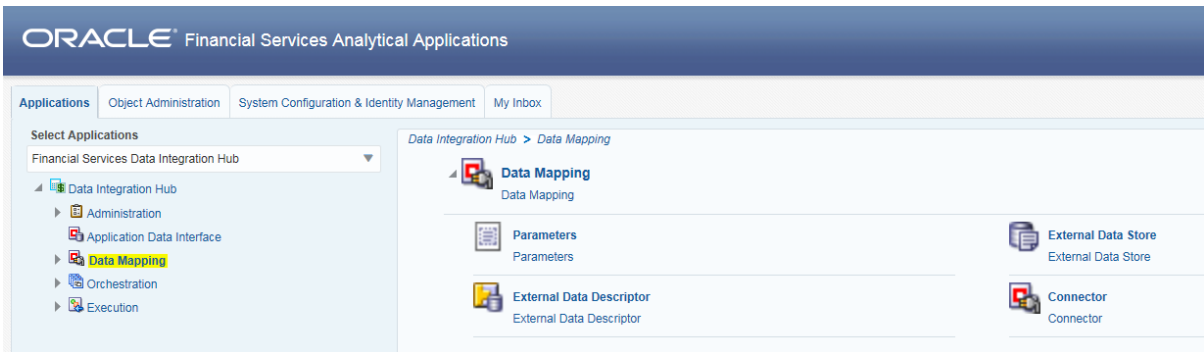 ORACLE® Financial Services Analytical Applications
Applications Object Administration System Configuration & Identity Management My Inbox
Select Applications
Financial Services Data Integration Hub
Data Integration Hub
Administration
Application Data Interface
Data Mapping
Orchestration
Execution
Data Integration Hub > Data Mapping
Data Mapping
Data Mapping
Parameters
Parameters
External Data Store
External Data Store
External Data Descriptor
External Data Descriptor
Connector
Connector